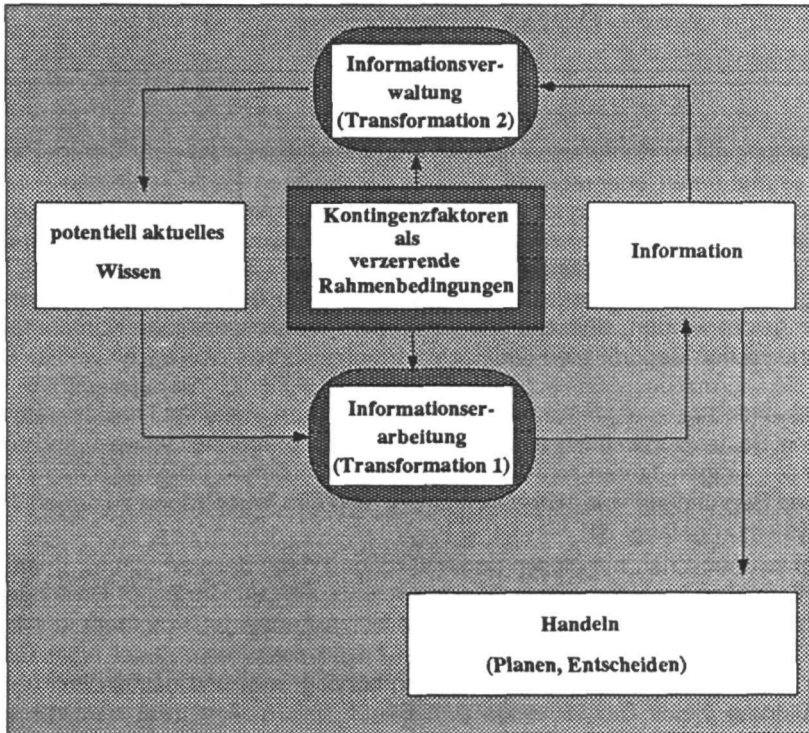 Informationsver-
waltung
(Transformation 2)
Kontingenzfaktoren
als
verzerrende
Rahmenbedingungen
potentiell aktuelles
Wissen
Information
Informationser-
arbeitung
(Transformation 1)
Handeln
(Planen, Entscheiden)